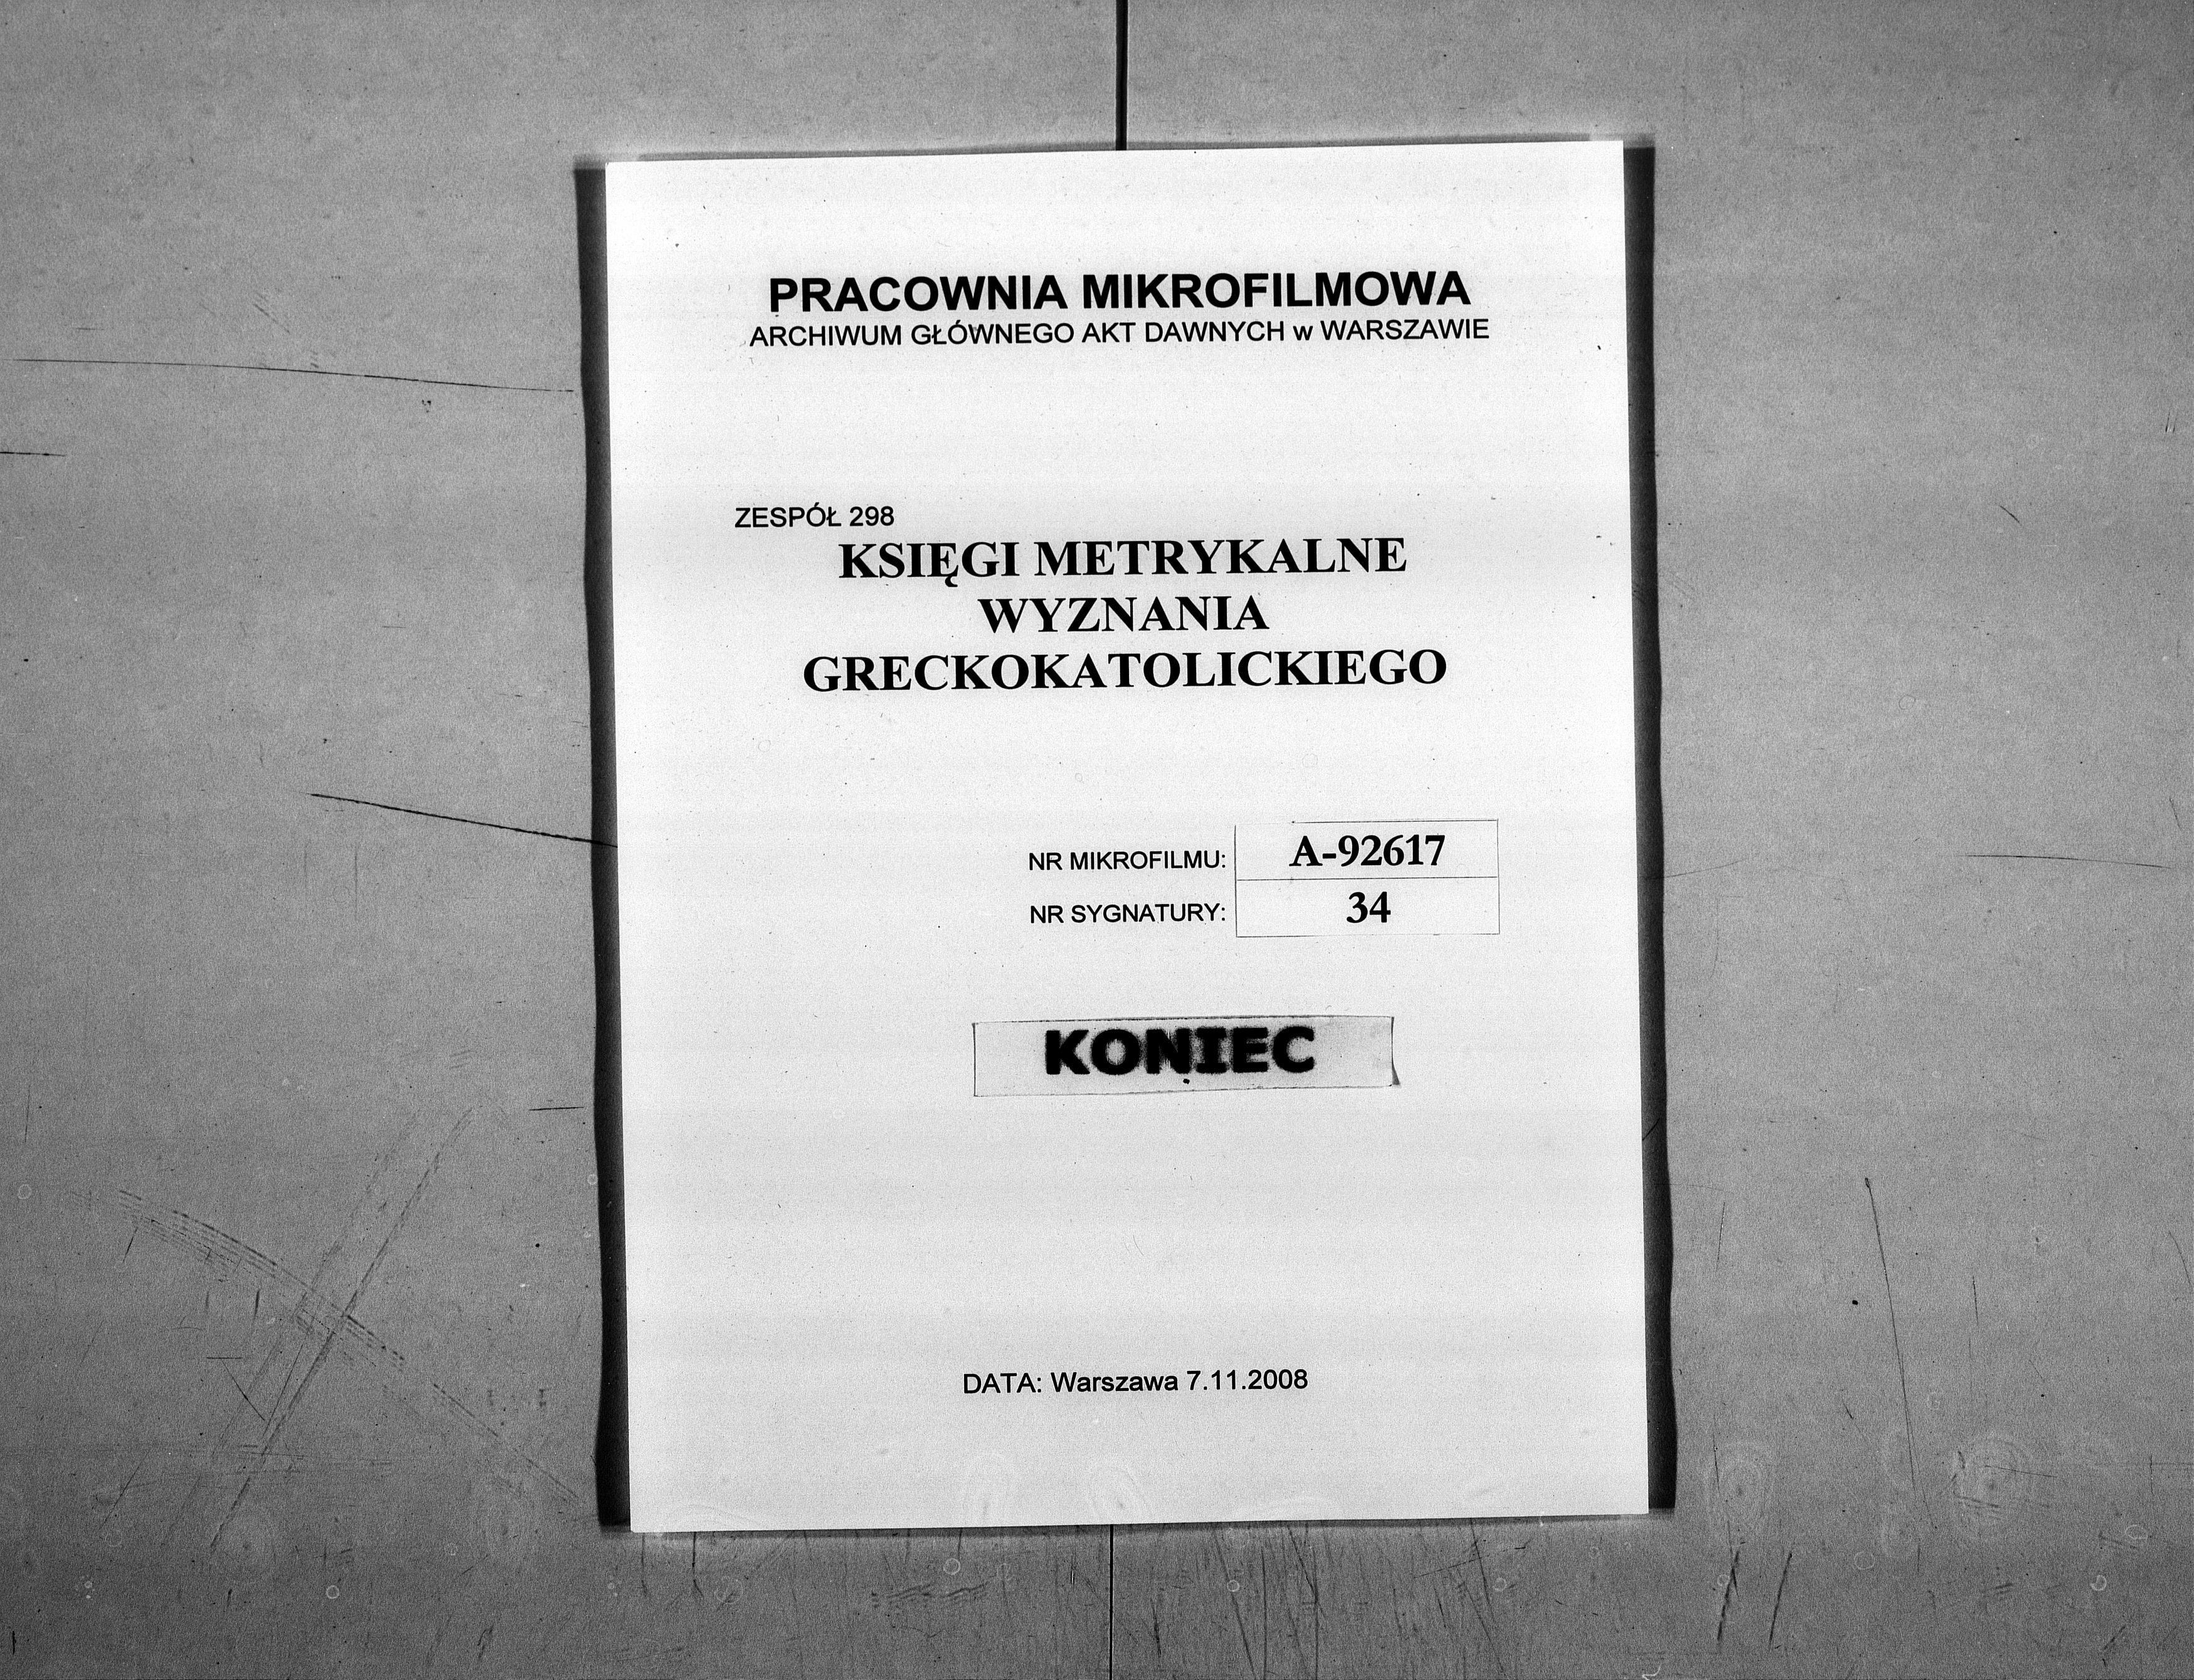 PRACOWNIA MIKROFILMOWA
ARCHIWUM GŁÓWNEGO AKT DAWNYCH w WARSZAWIE
ZESPÓŁ 298
KSIĘGI METRYKALNE
WYZNANIA
GRECKOKATOLICKIEGO
NR MIKROFILMU: A-92617
NR SYGNATURY: 34
KONIEC
DATA: Warszawa 7.11.2008